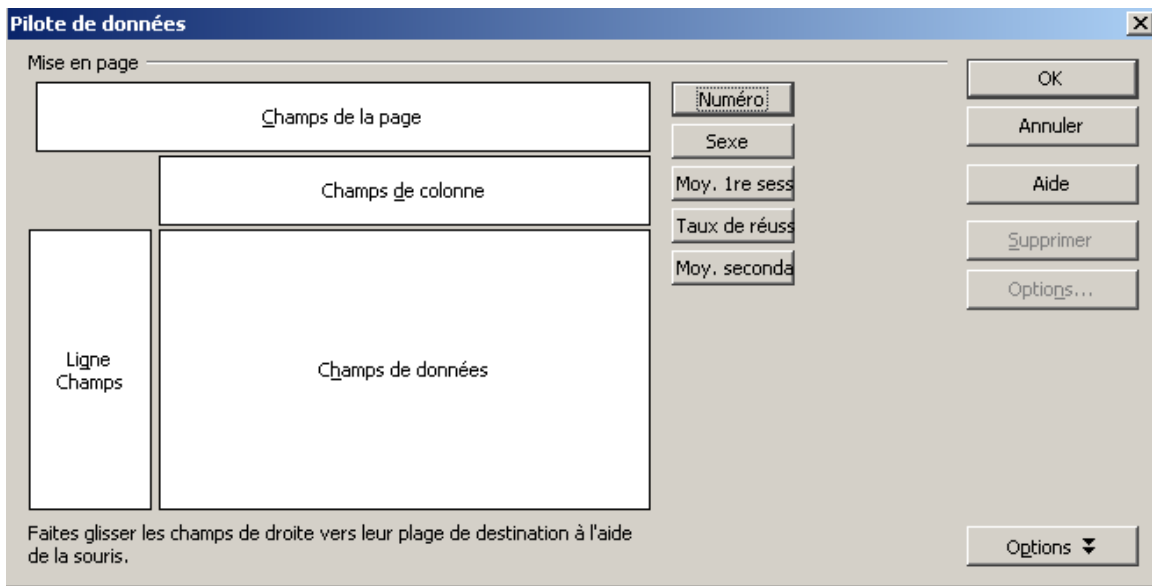 Pilote de données
Mise en page
Champs de la page
Champs de colonne
Ligne
Champs
Champs de données
Numéro
Sexe
Moy. 1re sess
Taux de réuss
Moy. seconda
OK
Annuler
Aide
Supprimer
Options...
Faites glisser les champs de droite vers leur plage de destination à l'aide
de la souris.
Options